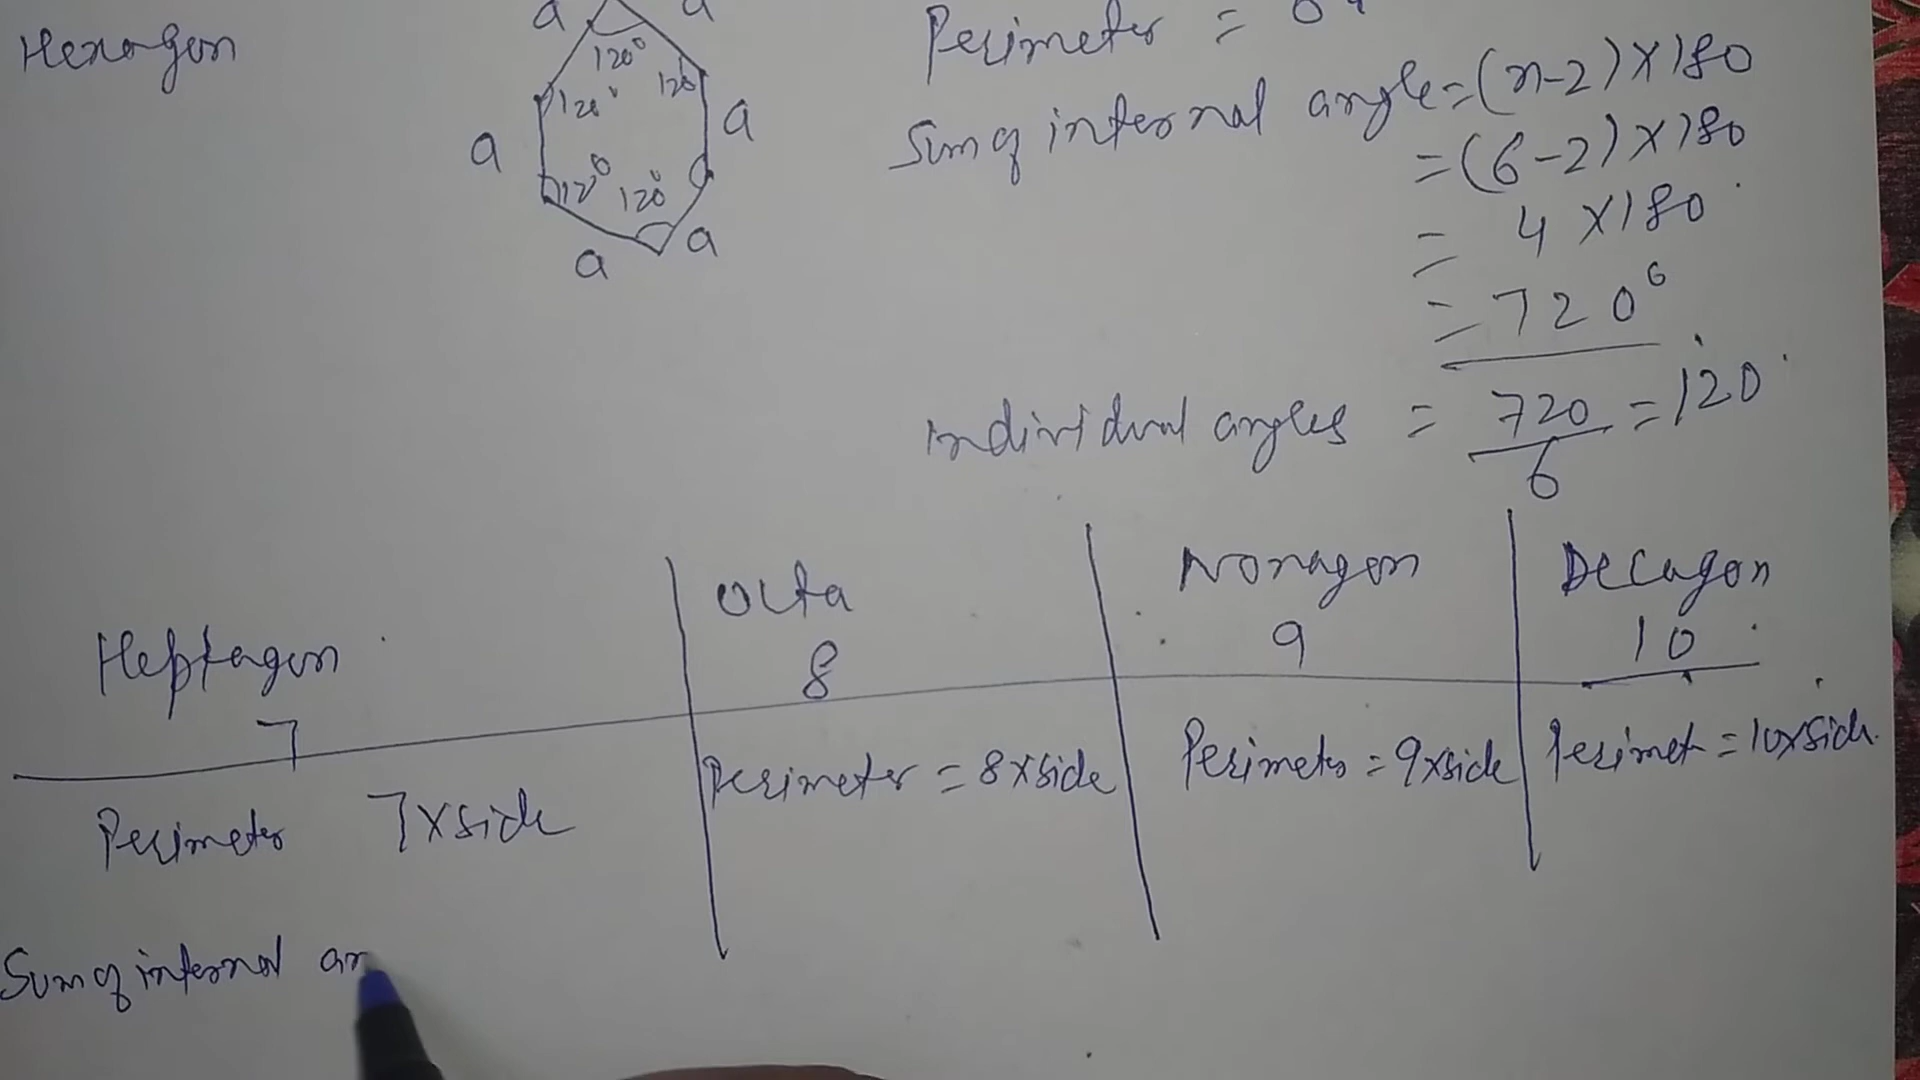 Hexagon
a a
120° 120
120°
a a
120° 120°
a a
Perimeter =
Sum of internal angle = (n-2) × 180
= (6-2) × 180
= 4 × 180
= 720°
individual angles = 720/6 = 120
Heptagon
7
Perimeter 7 × side
Sum of internal an
Octa
8
Perimeter = 8 × side
Nonagon
9
Perimeter = 9 × side
Decagon
10
Perimet = 10 × side.